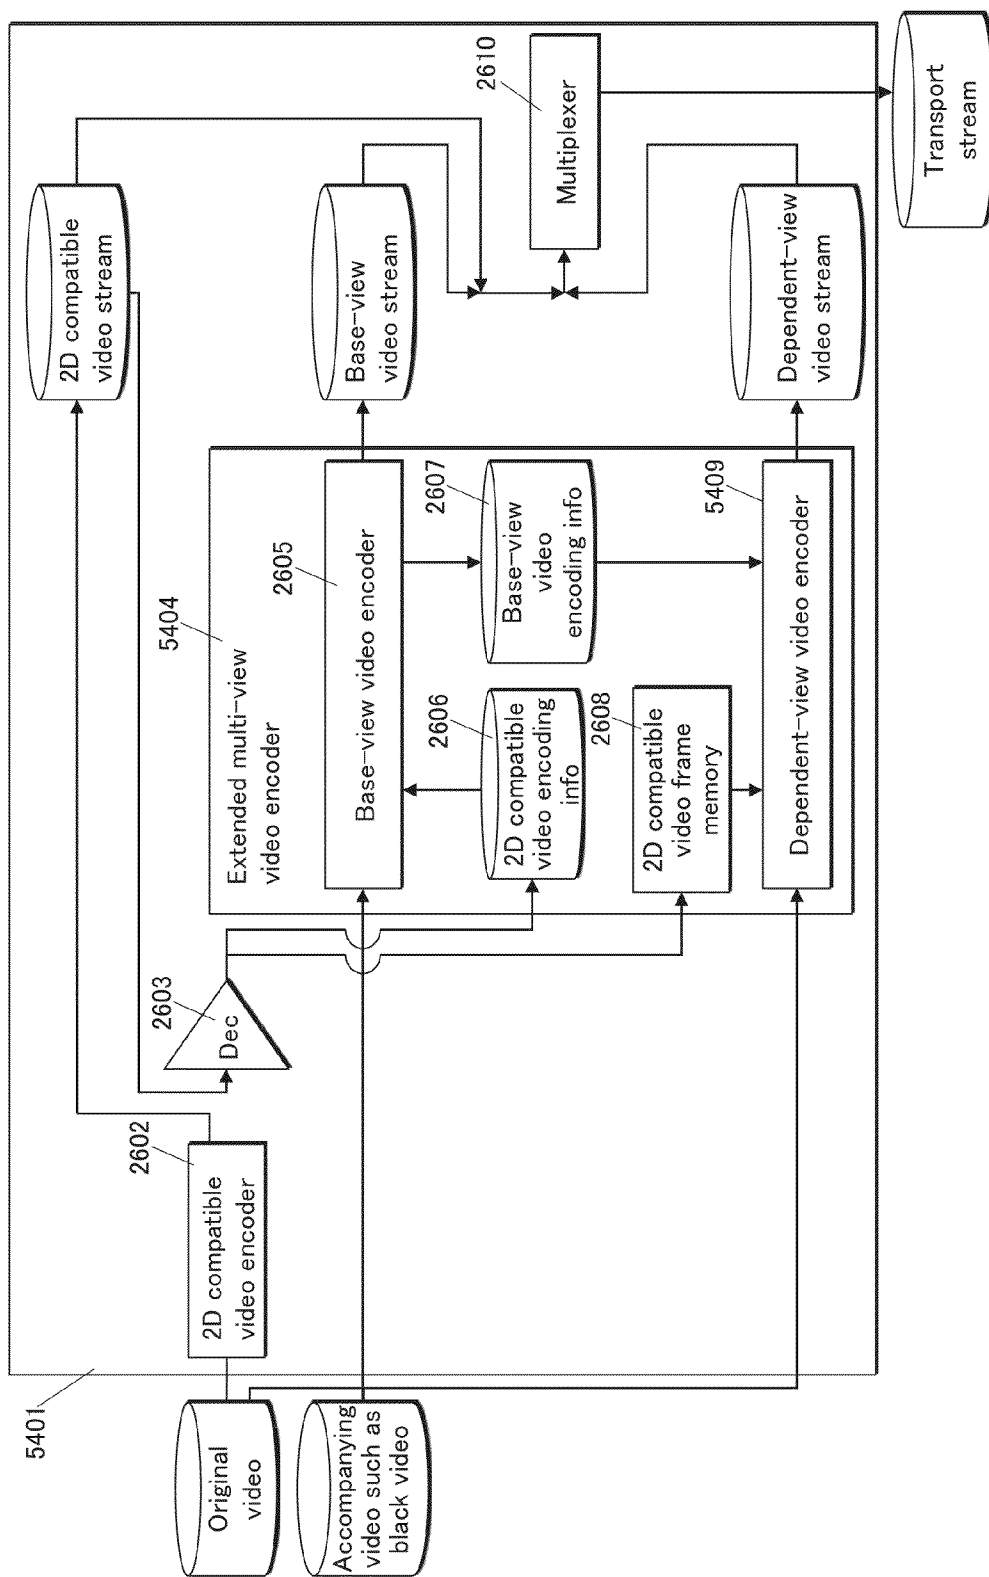 5401
Original
video
Accompanying
video such as
black video
2602
2D compatible
video encoder
2603
Dec
5404
Extended multi-view
video encoder
2605
Base-view video encoder
2606
2D compatible
video encoding
info
2607
Base-view
video
encoding info
2608
2D compatible
video frame
memory
5409
Dependent-view video encoder
2D compatible
video stream
Base-view
video stream
Dependent-view
video stream
2610
Multiplexer
Transport
stream